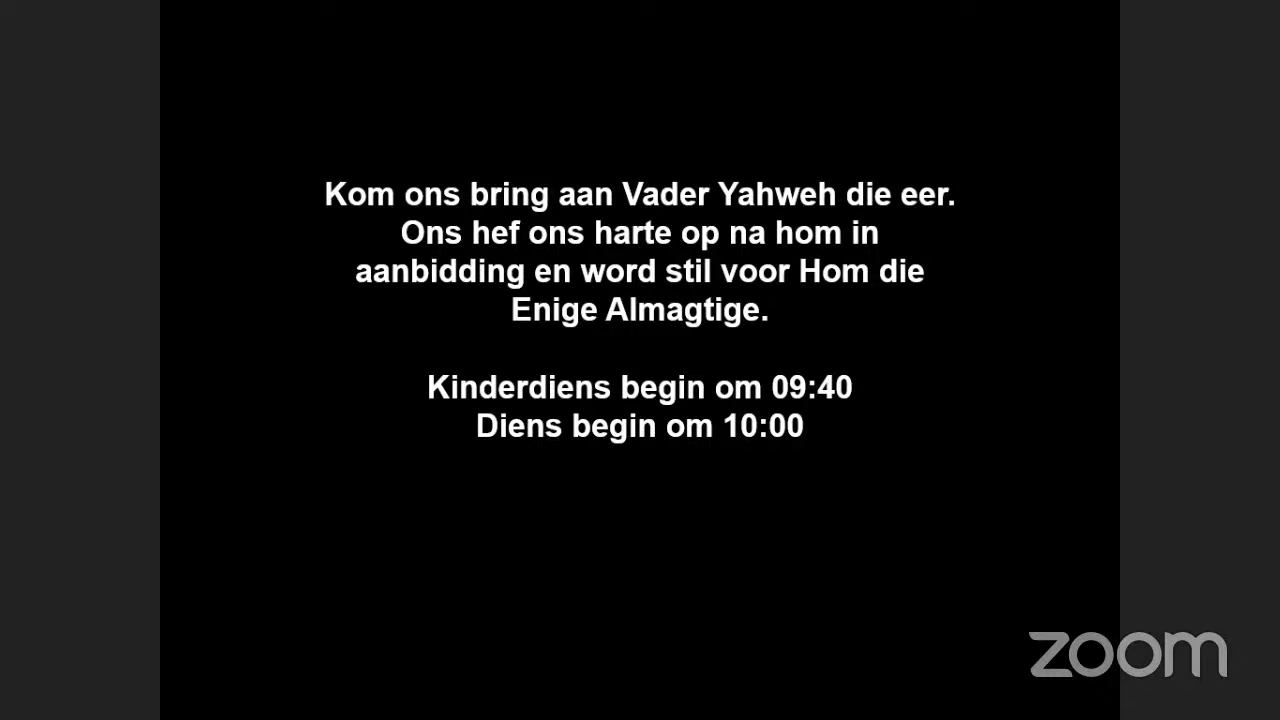 Kom ons bring aan Vader Yahweh die eer.
Ons hef ons harte op na hom in
aanbidding en word stil voor Hom die
Enige Almagtige.
Kinderdiens begin om 09:40
Diens begin om 10:00
zoom